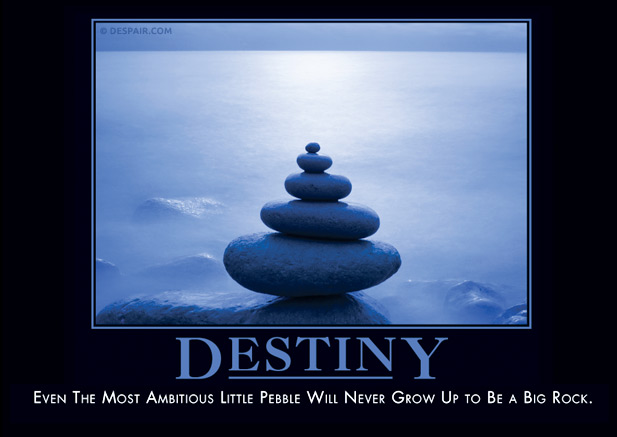 © DESPAIR.COM
DESTINY
EVEN THE MOST AMBITIOUS LITTLE PEBBLE WILL NEVER GROW UP TO BE A BIG ROCK.